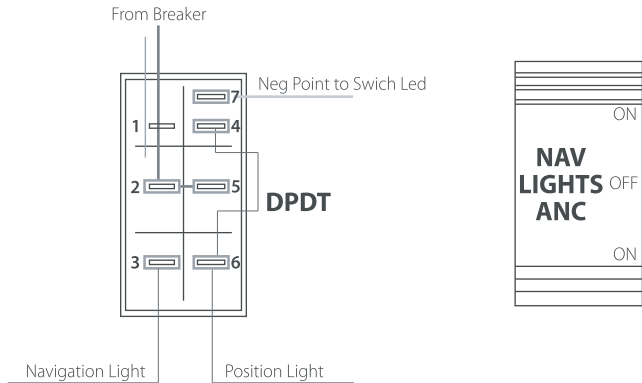 From Breaker
Neg Point to Swich Led
7
1
4
2
5
DPDT
3
6
Navigation Light
Position Light
ON
NAV
LIGHTS
OFF
ANC
ON